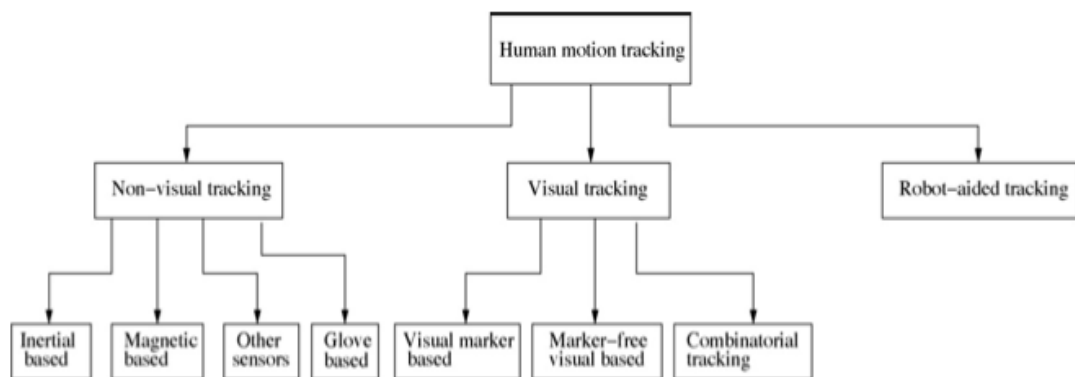 Human motion tracking
Non−visual tracking
Visual tracking
Robot−aided tracking
Inertial
based
Magnetic
based
Other
sensors
Glove
based
Visual marker
based
Marker−free
visual based
Combinatorial
tracking